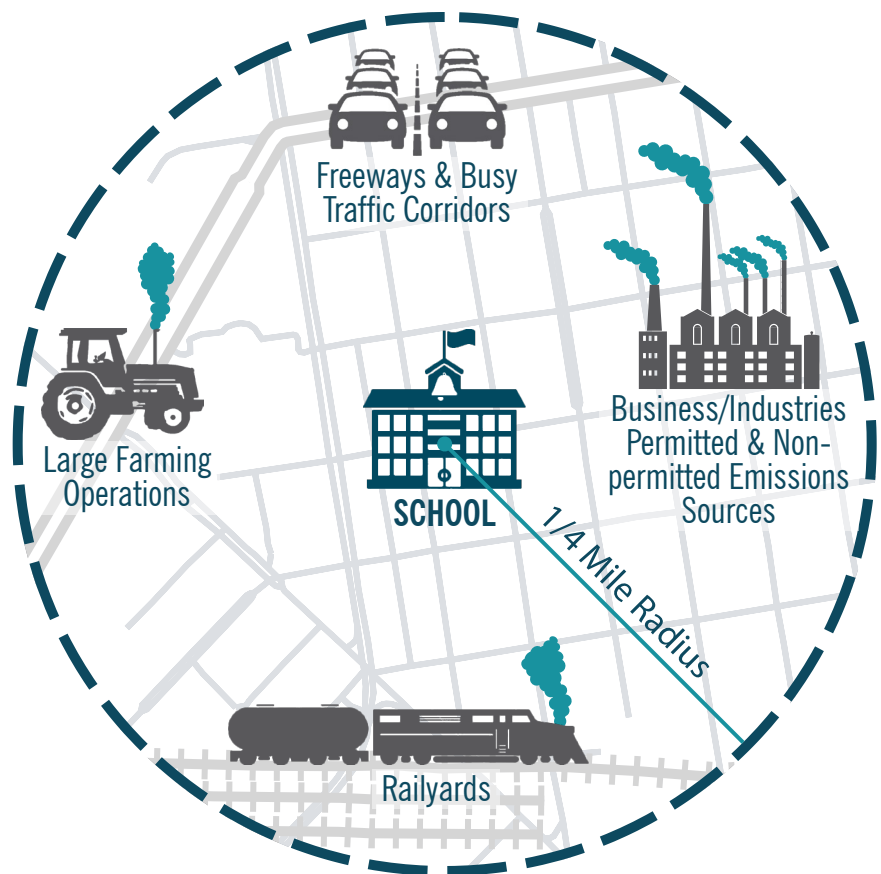 Freeways & Busy
Traffic Corridors
Large Farming
Operations
SCHOOL
Business/Industries
Permitted & Non-
permitted Emissions
Sources
1/4 Mile Radius
Railyards